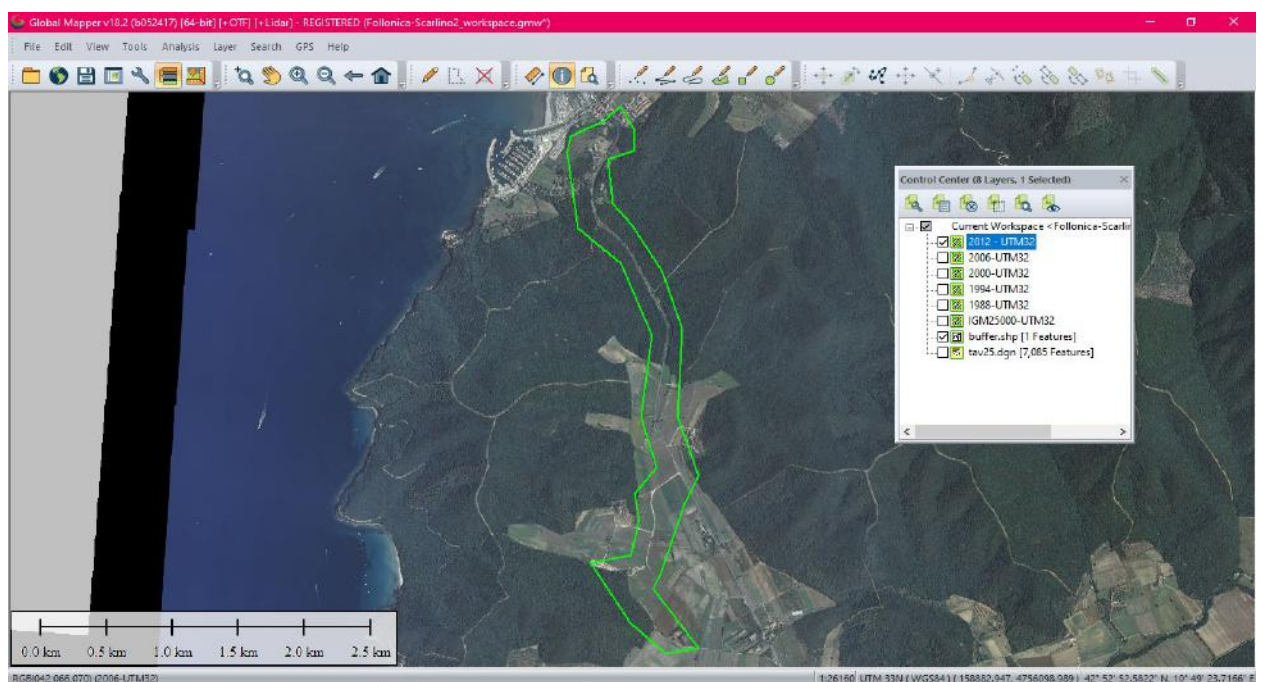 Global Mapper v18.2 (b052417) [64-bit] [+OTF] [+Lidar] - REGISTERED (Follonica-Scarlino2_workspace.gmw*)
File Edit View Tools Analysis Layer Search GPS Help
Control Center (8 Layers, 1 Selected)
Current Workspace <Follonica-Scarlin
2012 - UTM32
2006-UTM32
2000-UTM32
1994-UTM32
1988-UTM32
IGM25000-UTM32
buffer.shp [1 Features]
tav25.dgn [7,085 Features]
0.0 km 0.5 km 1.0 km 1.5 km 2.0 km 2.5 km
RGB(042,066,070) (2006-UTM32) 1:26160 UTM 33N (WGS84) ( 158882.947, 4756098.989 ) 42° 52' 52.5822" N, 10° 49' 23.7166" E